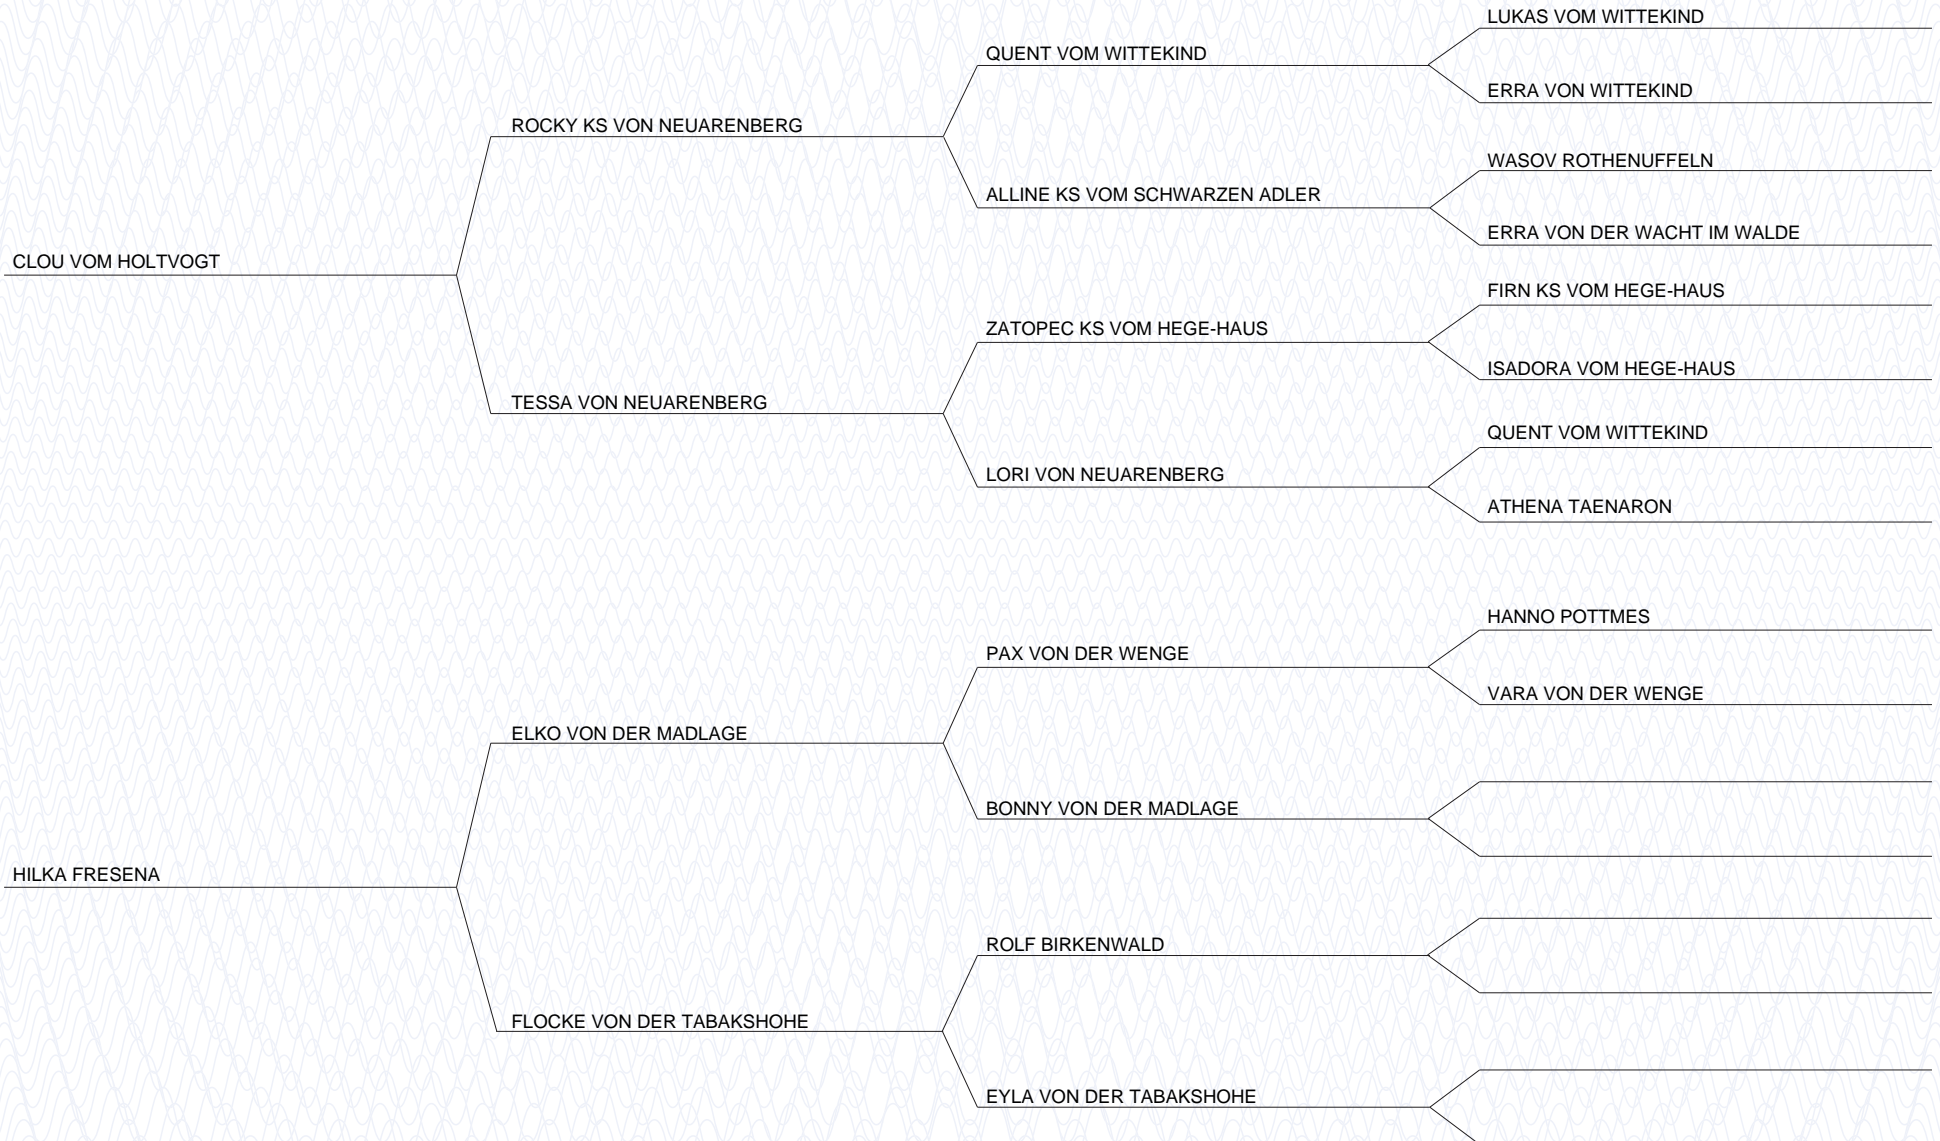 LUKAS VOM WITTEKIND
QUENT VOM WITTEKIND
ERRA VON WITTEKIND
ROCKY KS VON NEUARENBERG
WASOV ROTHENUFFELN
ALLINE KS VOM SCHWARZEN ADLER
ERRA VON DER WACHT IM WALDE
CLOU VOM HOLTVOGT
FIRN KS VOM HEGE-HAUS
ZATOPEC KS VOM HEGE-HAUS
ISADORA VOM HEGE-HAUS
TESSA VON NEUARENBERG
QUENT VOM WITTEKIND
LORI VON NEUARENBERG
ATHENA TAENARON
HANNO POTTMES
PAX VON DER WENGE
VARA VON DER WENGE
ELKO VON DER MADLAGE
BONNY VON DER MADLAGE
HILKA FRESENA
ROLF BIRKENWALD
FLOCKE VON DER TABAKSHOHE
EYLA VON DER TABAKSHOHE